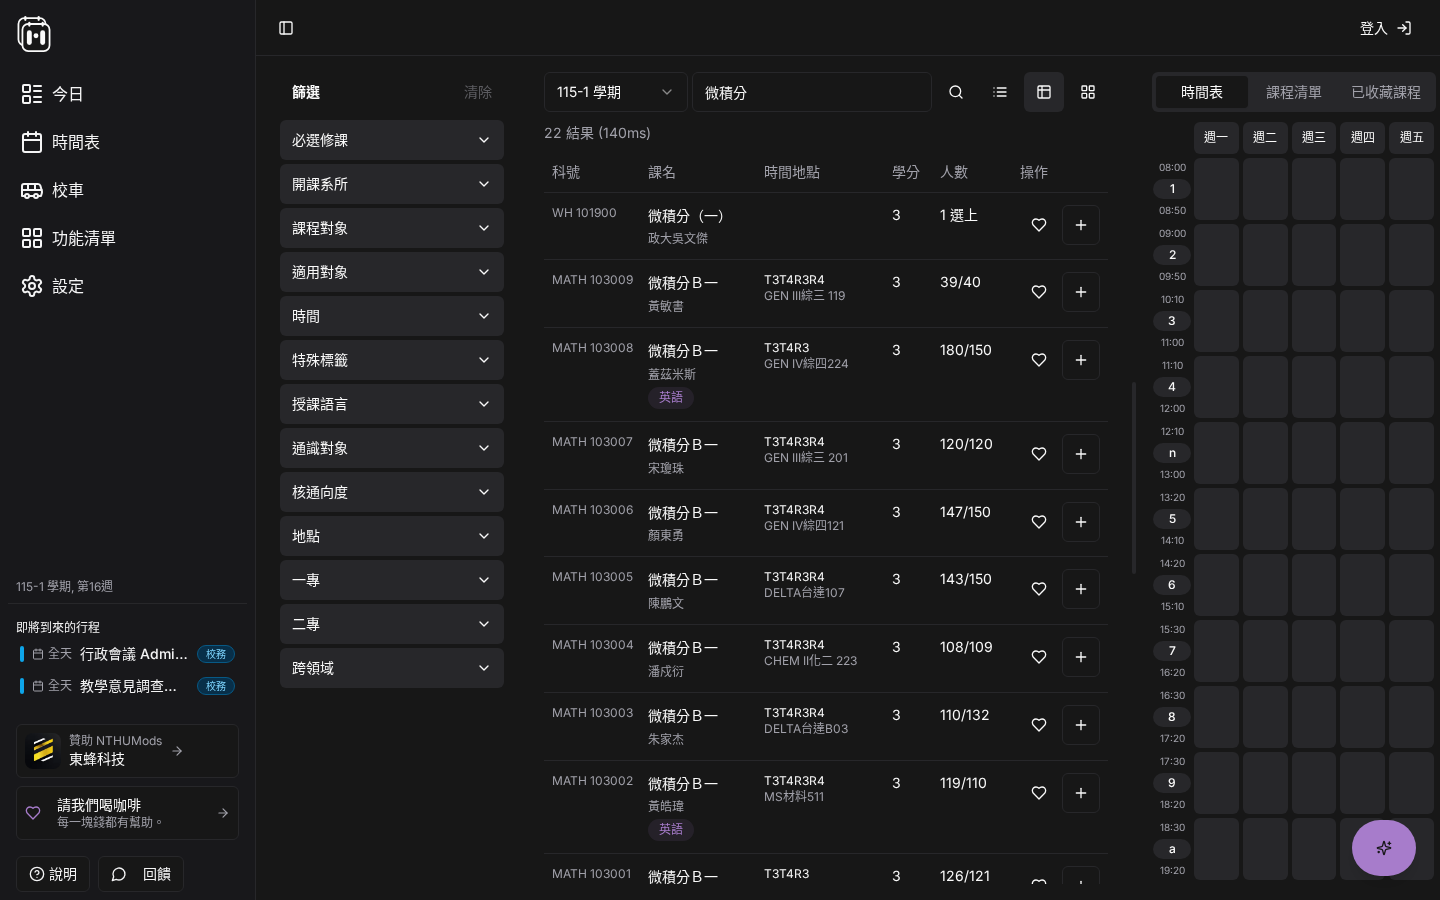 今日
時間表
校車
功能清單
設定
115-1 學期, 第16週
即將到來的行程
全天 行政會議 Admi... 校務
全天 教學意見調查... 校務
贊助 NTHUMods
東蜂科技
請我們喝咖啡
每一塊錢都有幫助。
說明 回饋
登入
篩選 清除
必選修課
開課系所
課程對象
適用對象
時間
特殊標籤
授課語言
通識對象
核通向度
地點
一專
二專
跨領域
115-1 學期 微積分
22 結果 (140ms)
科號 課名 時間地點 學分 人數 操作
WH 101900 微積分（一） 3 1 選上
政大吳文傑
MATH 103009 微積分Ｂ一 T3T4R3R4 3 39/40
黃敏書 GEN III綜三 119
MATH 103008 微積分Ｂ一 T3T4R3 3 180/150
蓋茲米斯 GEN IV綜四224
英語
MATH 103007 微積分Ｂ一 T3T4R3R4 3 120/120
宋瓊珠 GEN III綜三 201
MATH 103006 微積分Ｂ一 T3T4R3R4 3 147/150
顏東勇 GEN IV綜四121
MATH 103005 微積分Ｂ一 T3T4R3R4 3 143/150
陳鵬文 DELTA台達107
MATH 103004 微積分Ｂ一 T3T4R3R4 3 108/109
潘戍衍 CHEM II化二 223
MATH 103003 微積分Ｂ一 T3T4R3R4 3 110/132
朱家杰 DELTA台達B03
MATH 103002 微積分Ｂ一 T3T4R3R4 3 119/110
黃皓瑋 MS材料511
英語
MATH 103001 微積分Ｂ一 T3T4R3 3 126/121
時間表 課程清單 已收藏課程
週一 週二 週三 週四 週五
08:00
1
08:50
09:00
2
09:50
10:10
3
11:00
11:10
4
12:00
12:10
n
13:00
13:20
5
14:10
14:20
6
15:10
15:30
7
16:20
16:30
8
17:20
17:30
9
18:20
18:30
a
19:20